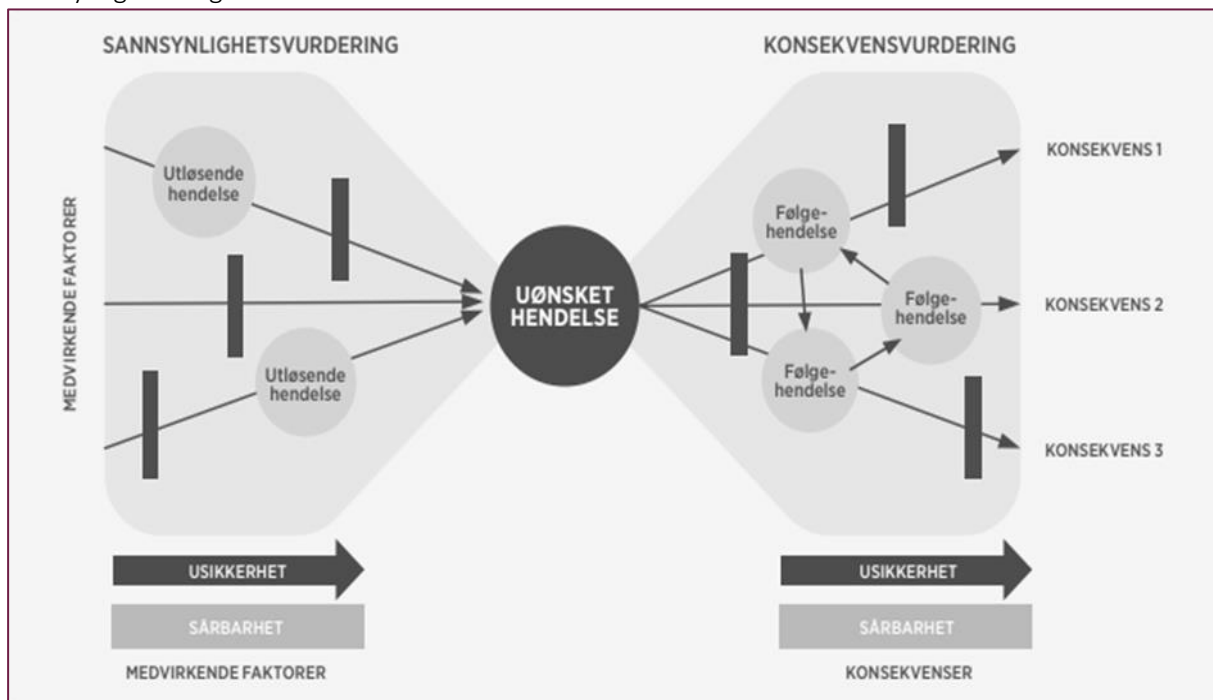 SANNSYNLIGHETSVURDERING
KONSEKVENSVURDERING
MEDVIRKENDE FAKTORER
Utløsende
hendelse
Utløsende
hendelse
UØNSKET
HENDELSE
Følge-
hendelse
Følge-
hendelse
Følge-
hendelse
KONSEKVENS 1
KONSEKVENS 2
KONSEKVENS 3
USIKKERHET
SÅRBARHET
MEDVIRKENDE FAKTORER
USIKKERHET
SÅRBARHET
KONSEKVENSER